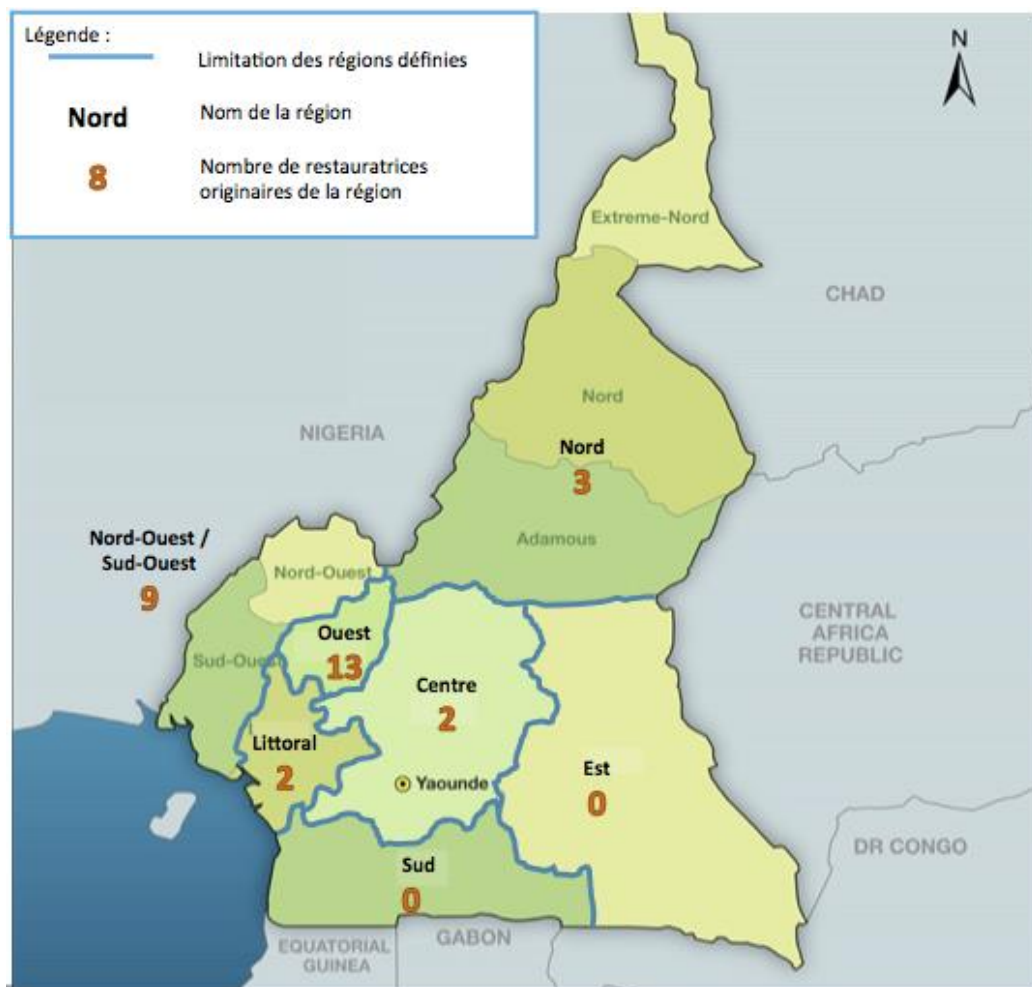 Légende :
Limitation des régions définies
Nord
Nom de la région
8
Nombre de restauratrices
originaires de la région
N
Extreme-Nord
CHAD
Nord
NIGERIA
Nord
3
Adamous
Nord-Ouest /
Sud-Ouest
9
Nord-Ouest
CENTRAL
AFRICA
REPUBLIC
Ouest
13
Sud-Ouest
Centre
2
Littoral
2
Est
0
Yaounde
DR CONGO
Sud
0
EQUATORIAL
GUINEA
GABON